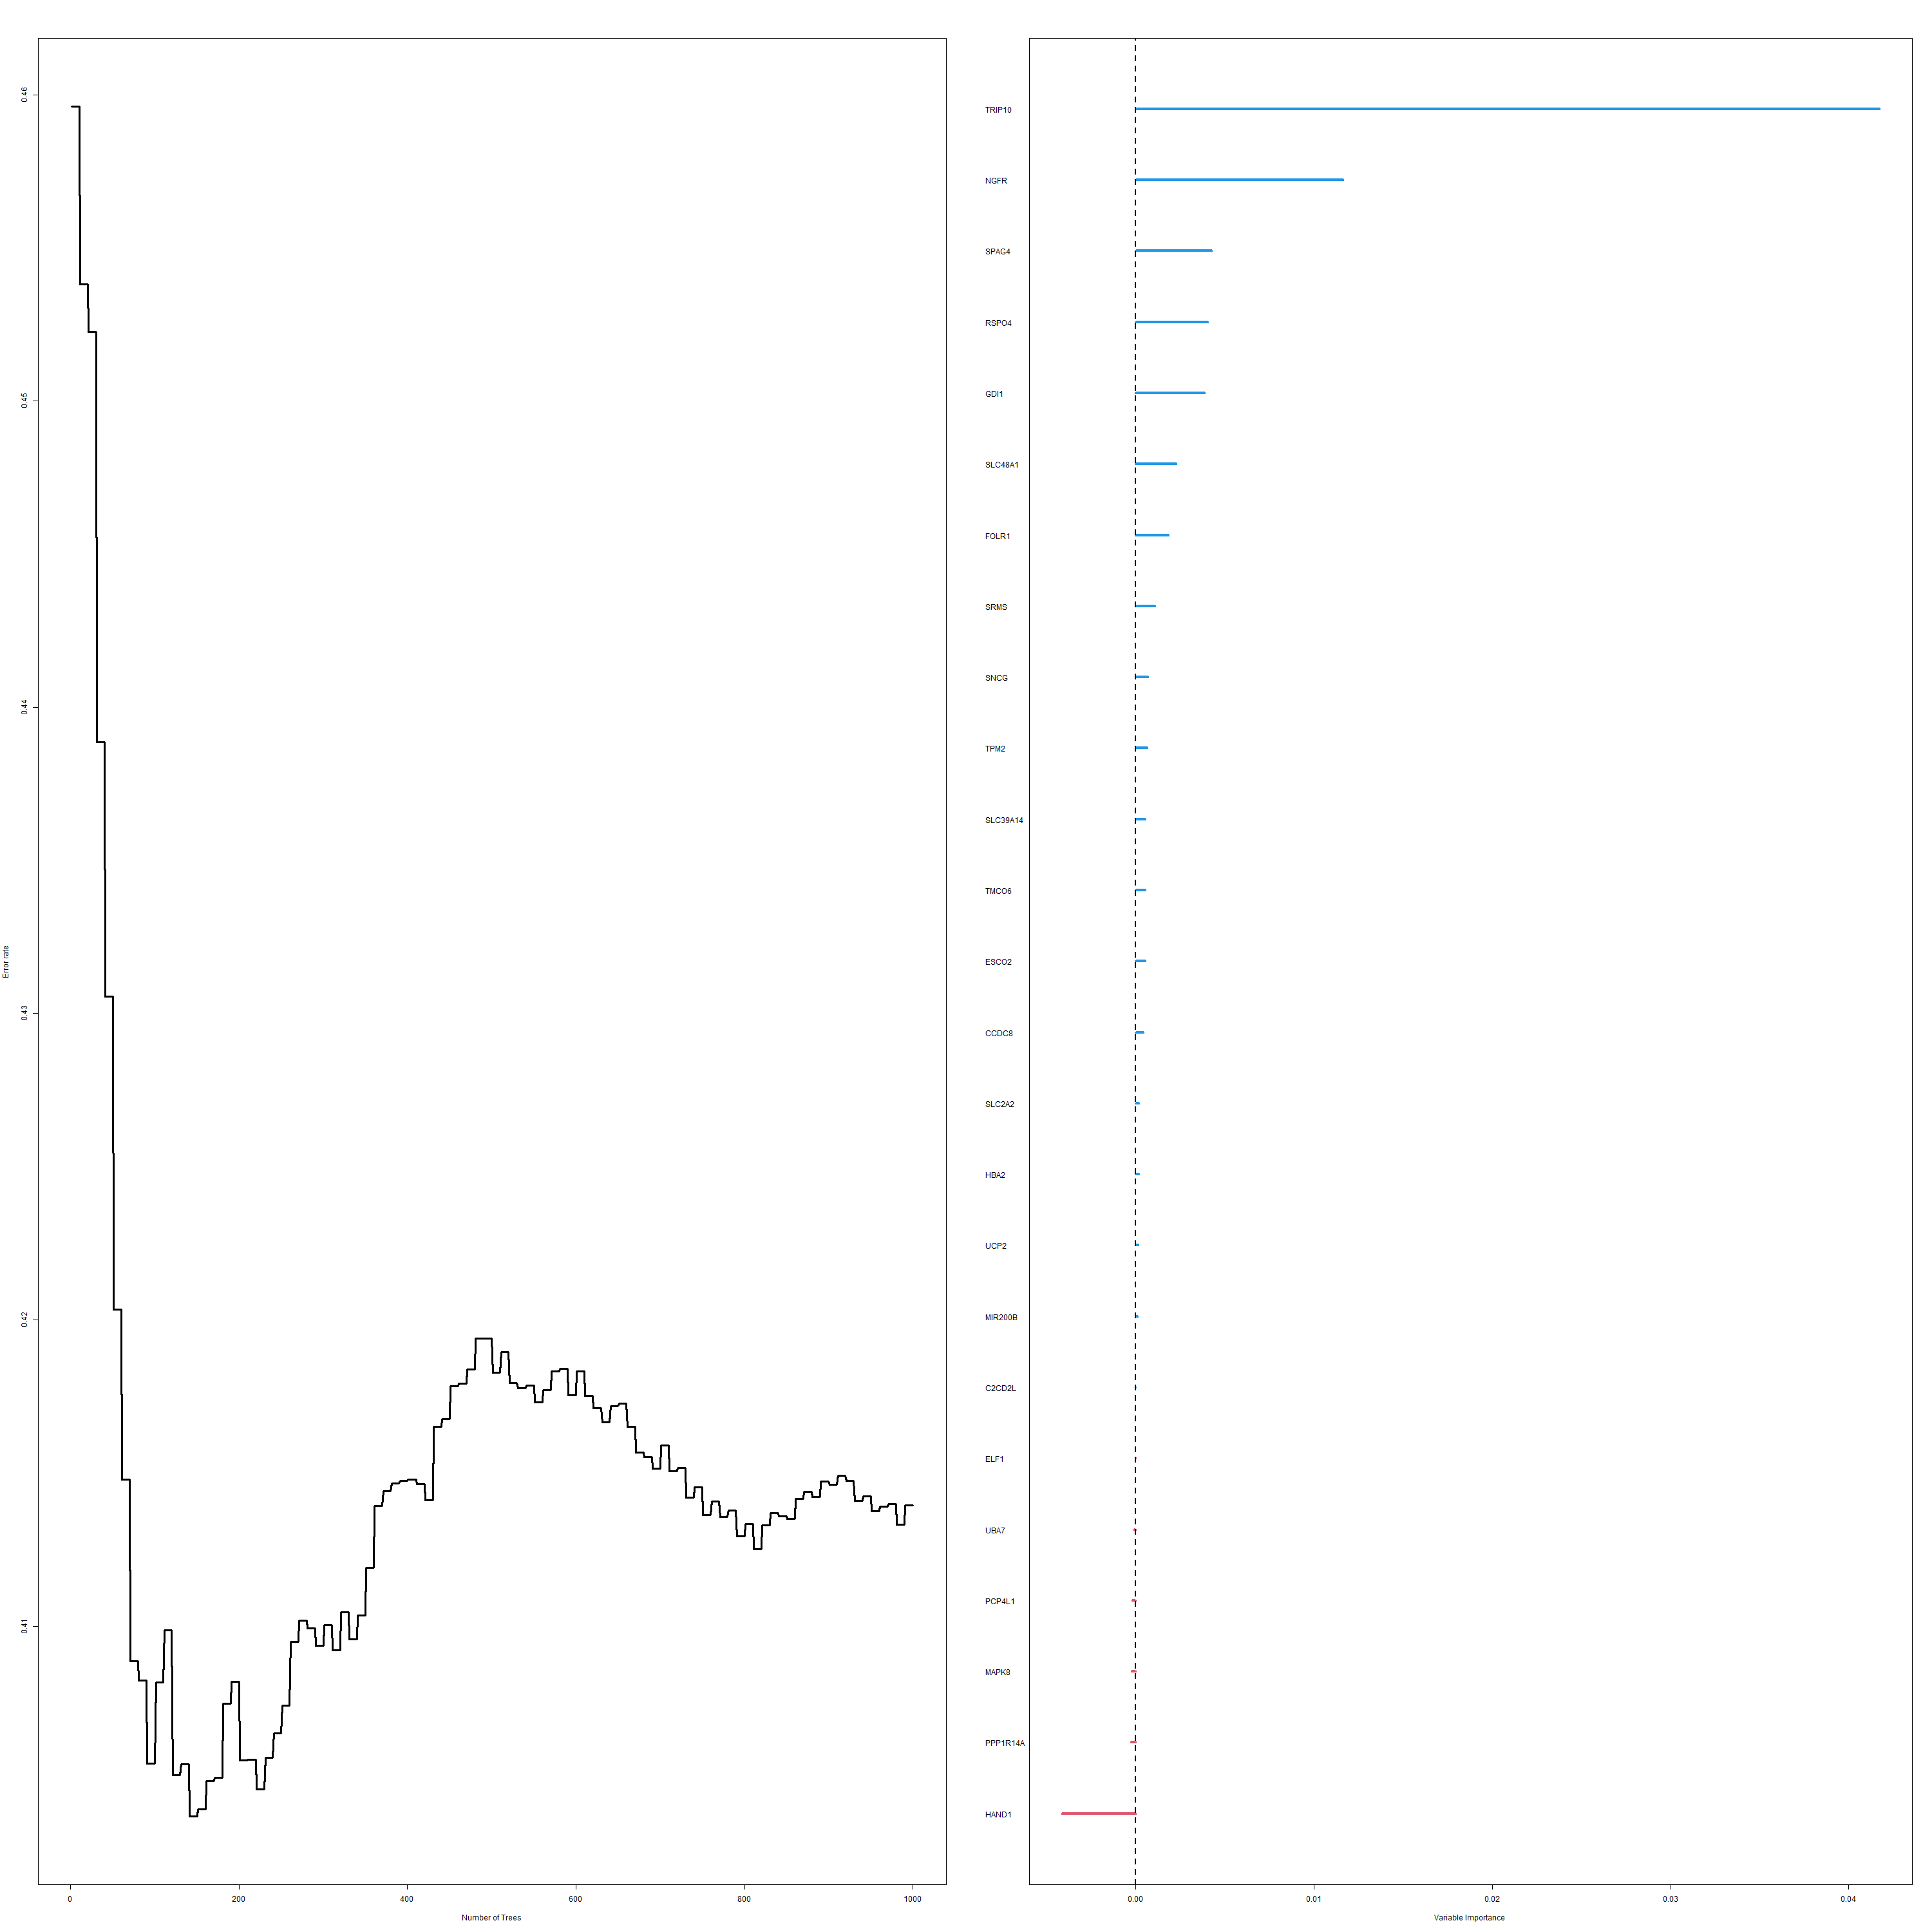 0.46
0.45
0.44
0.43
0.42
0.41
Error rate
0
200
400
600
800
1000
Number of Trees
TRIP10
NGFR
SPAG4
RSPO4
GDI1
SLC48A1
FOLR1
SRMS
SNCG
TPM2
SLC39A14
TMCO6
ESCO2
CCDC8
SLC2A2
HBA2
UCP2
MIR200B
C2CD2L
ELF1
UBA7
PCP4L1
MAPK8
PPP1R14A
HAND1
0.00
0.01
0.02
0.03
0.04
Variable Importance